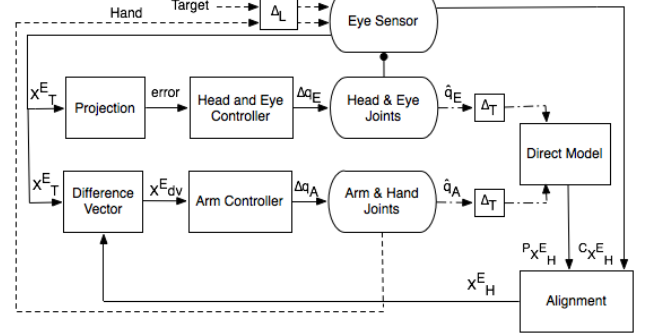 Hand
Target
Δ_L
Eye Sensor
X^E_T
Projection
error
Head and Eye
Controller
Δq_E
Head & Eye
Joints
q̂_E
Δ_T
Direct Model
X^E_T
Difference
Vector
X^E_dv
Arm Controller
Δq_A
Arm & Hand
Joints
q̂_A
Δ_T
^P X^E_H
^C X^E_H
X^E_H
Alignment